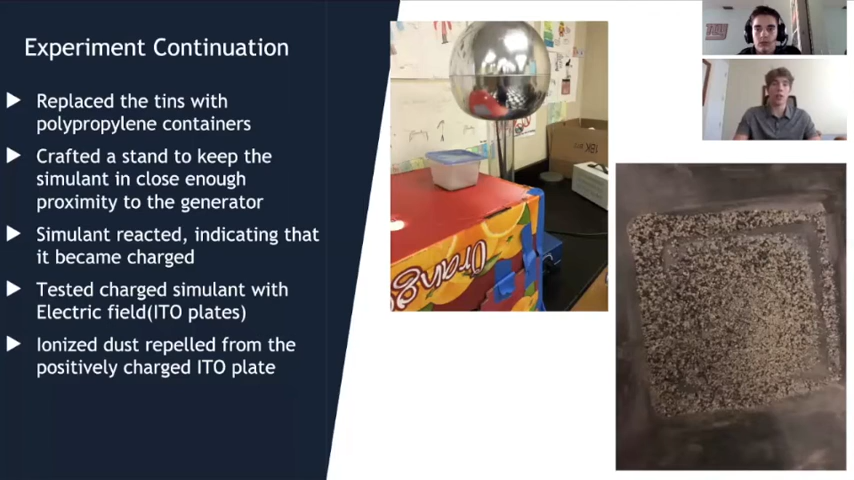 Experiment Continuation
Replaced the tins with
polypropylene containers
Crafted a stand to keep the
simulant in close enough
proximity to the generator
Simulant reacted, indicating that
it became charged
Tested charged simulant with
Electric field(ITO plates)
Ionized dust repelled from the
positively charged ITO plate
Orange